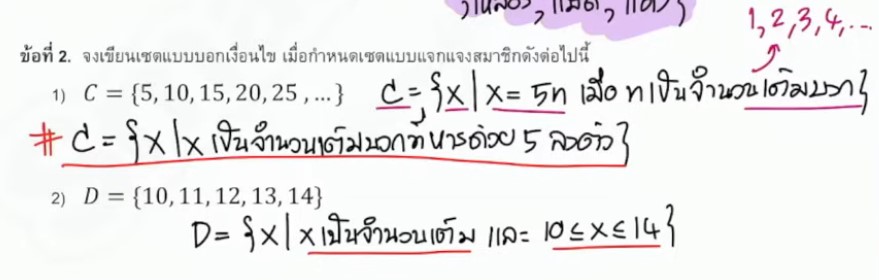 1, 2, 3, 4, ...
ข้อที่ 2. จงเขียนเซตแบบบอกเงื่อนไข เมื่อกำหนดเซตแบบแจกแจงสมาชิกดังต่อไปนี้
1) C = {5, 10, 15, 20, 25 , ...} C = {x | x = 5n เมื่อ n เป็นจำนวนเต็มบวก}
# C = {x | x เป็นจำนวนเต็มบวกที่หารด้วย 5 ลงตัว}
2) D = {10, 11, 12, 13, 14}
D = {x | x เป็นจำนวนเต็ม และ 10 ≤ x ≤ 14}